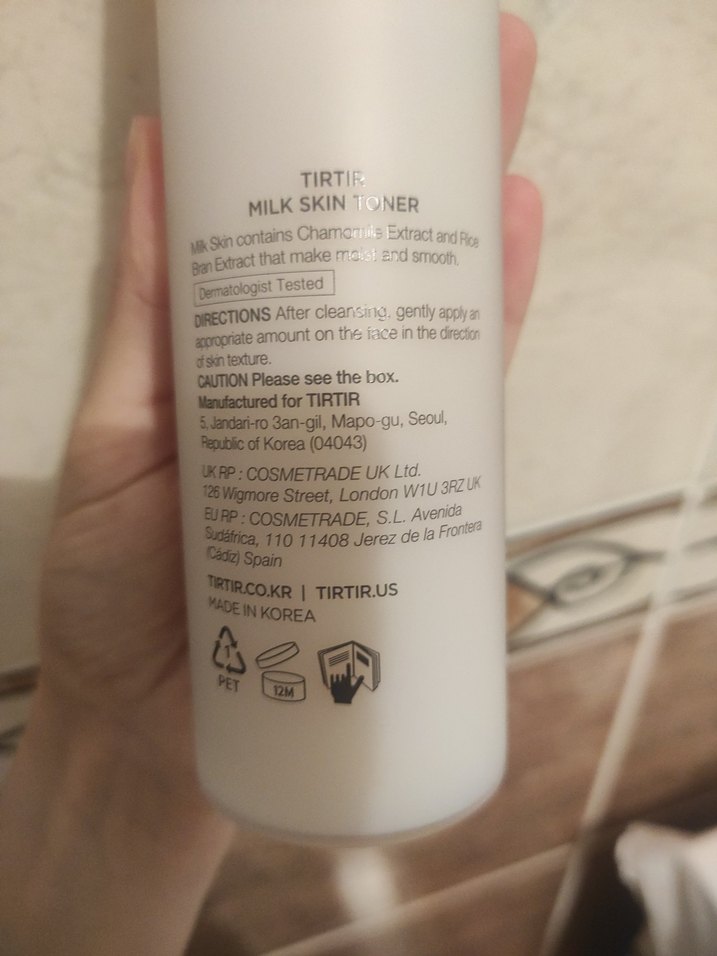 TIRTIR
MILK SKIN TONER
Milk Skin contains Chamomile Extract and Rice
Bran Extract that make moist and smooth.
Dermatologist Tested
DIRECTIONS After cleansing, gently apply an
appropriate amount on the face in the direction
of skin texture.
CAUTION Please see the box.
Manufactured for TIRTIR
5, Jandari-ro 3an-gil, Mapo-gu, Seoul,
Republic of Korea (04043)
UK RP : COSMETRADE UK Ltd.
126 Wigmore Street, London W1U 3RZ UK
EU RP : COSMETRADE, S.L. Avenida
Sudáfrica, 110 11408 Jerez de la Frontera
(Cádiz) Spain
TIRTIR.CO.KR | TIRTIR.US
MADE IN KOREA
1
PET
12M